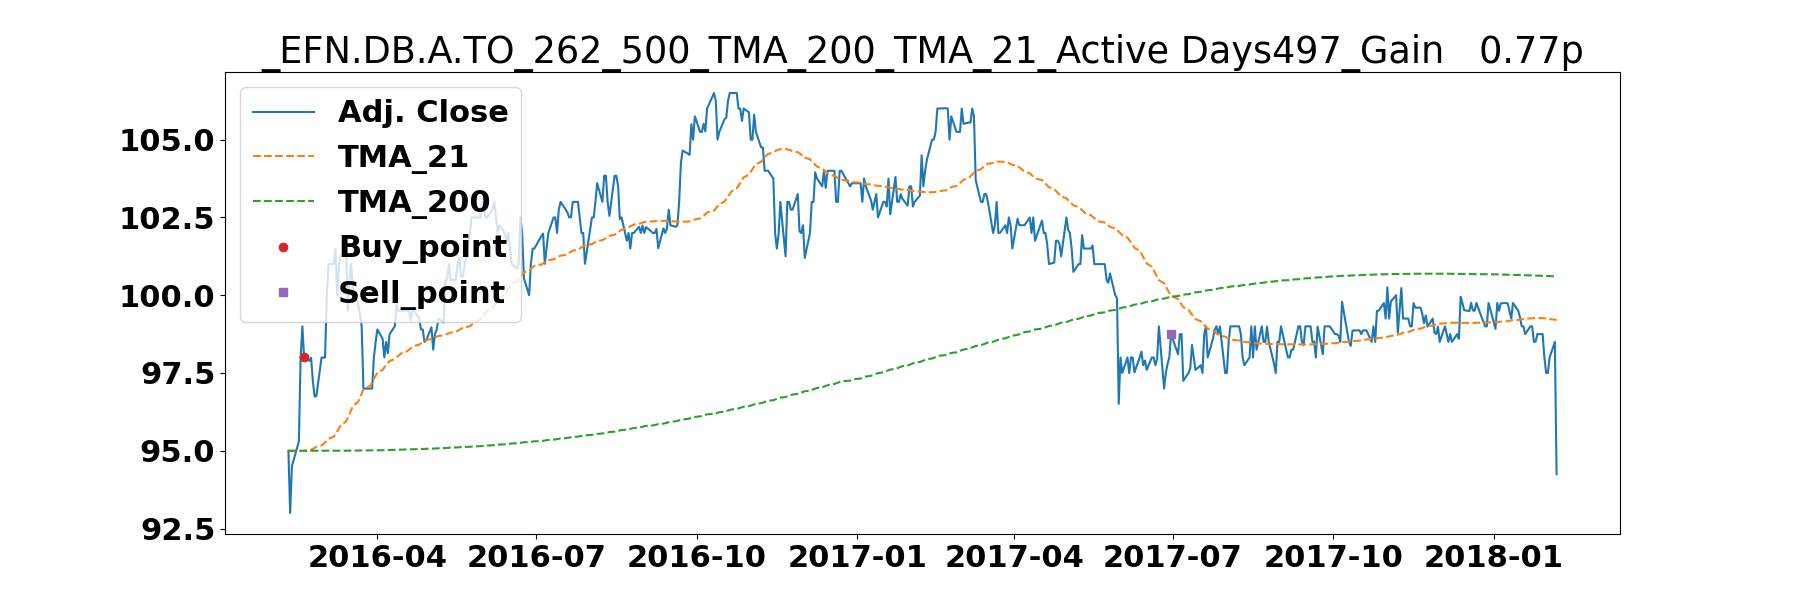 _EFN.DB.A.TO_262_500_TMA_200_TMA_21_Active Days497_Gain   0.77p
Adj. Close
TMA_21
TMA_200
Buy_point
Sell_point
105.0
102.5
100.0
97.5
95.0
92.5
2016-04 2016-07 2016-10 2017-01 2017-04 2017-07 2017-10 2018-01